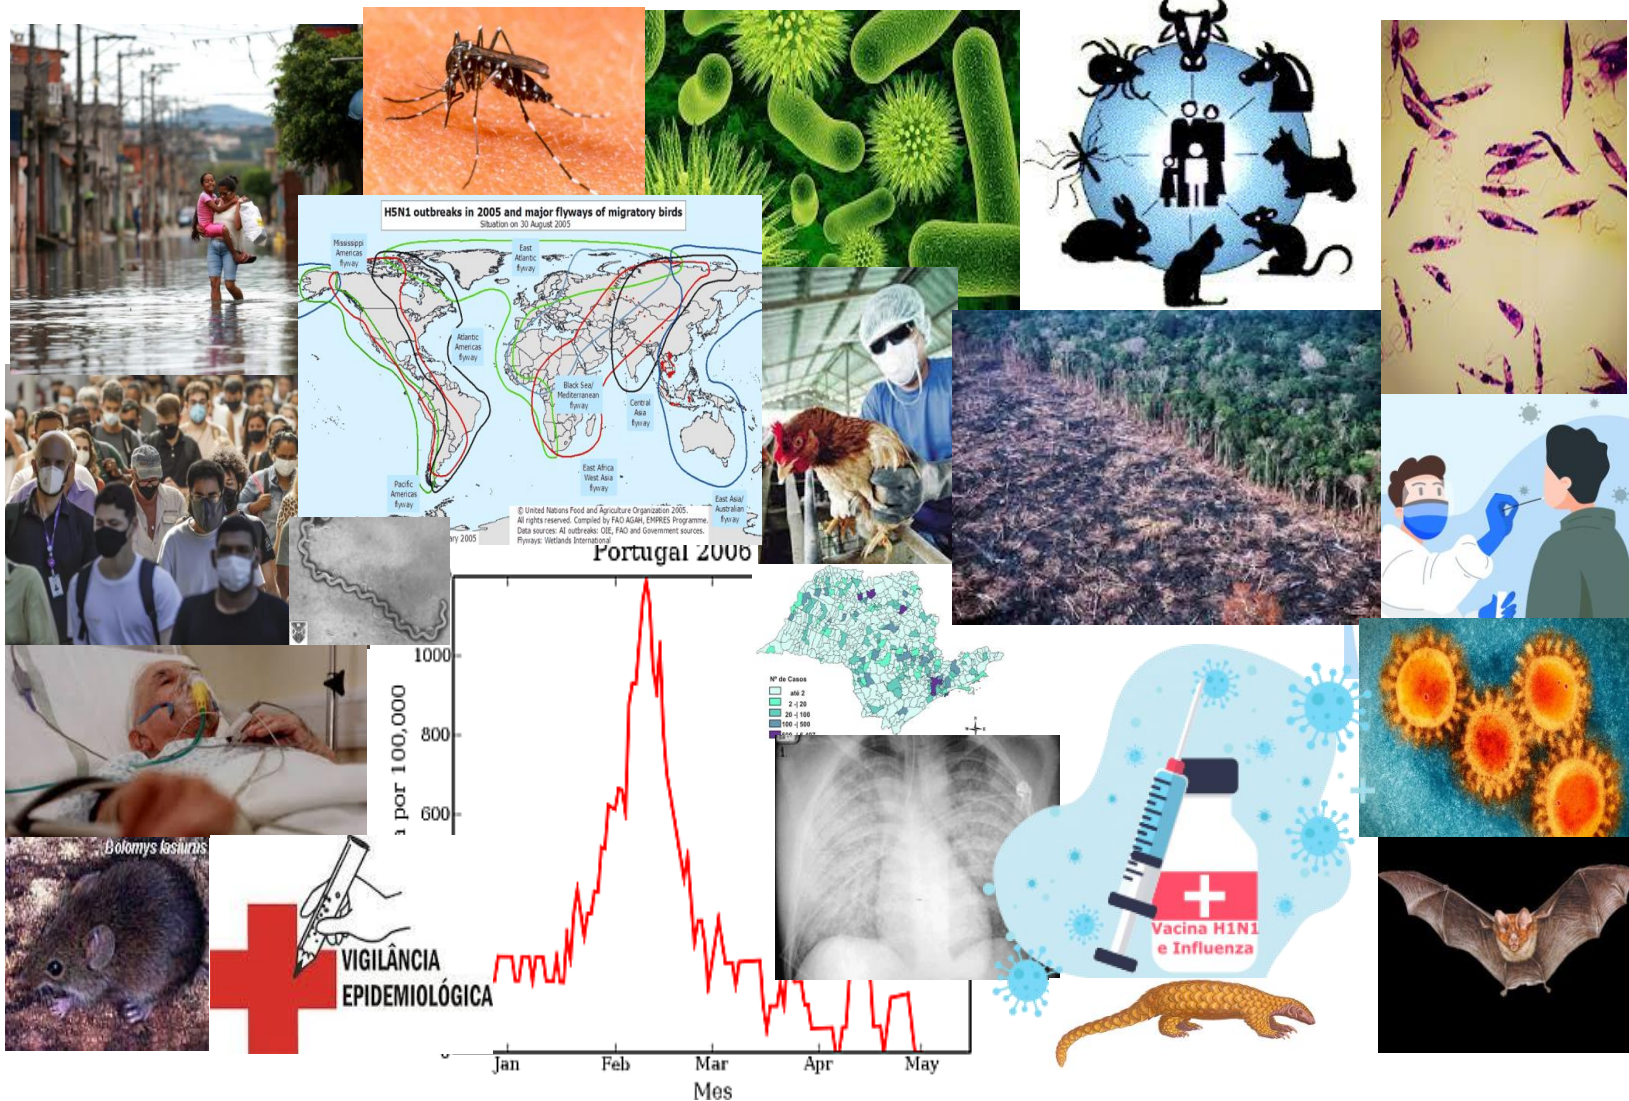 H5N1 outbreaks in 2005 and major flyways of migratory birds
Situation on 30 August 2005
Mississippi
Americas
flyway
East
Atlantic
flyway
Atlantic
Americas
flyway
Black Sea/
Mediterranean
flyway
Central
Asia
flyway
East Africa
West Asia
flyway
Pacific
Americas
flyway
East Asia/
Australian
flyway
© United Nations Food and Agriculture Organization 2005.
All rights reserved. Compiled by FAO AGAH, EMPRES Programme.
Data sources: AI outbreaks: OIE, FAO and Government sources.
Flyways: Wetlands International
2005
Portugal 2006
por 100,000
1000
800
600
Jan
Feb
Mar
Apr
May
Mes
Nº de Casos
até 2
2 -| 20
20 -| 100
100 -| 500
Vacina H1N1
e Influenza
Bolomys lasiurus
VIGILÂNCIA
EPIDEMIOLÓGICA